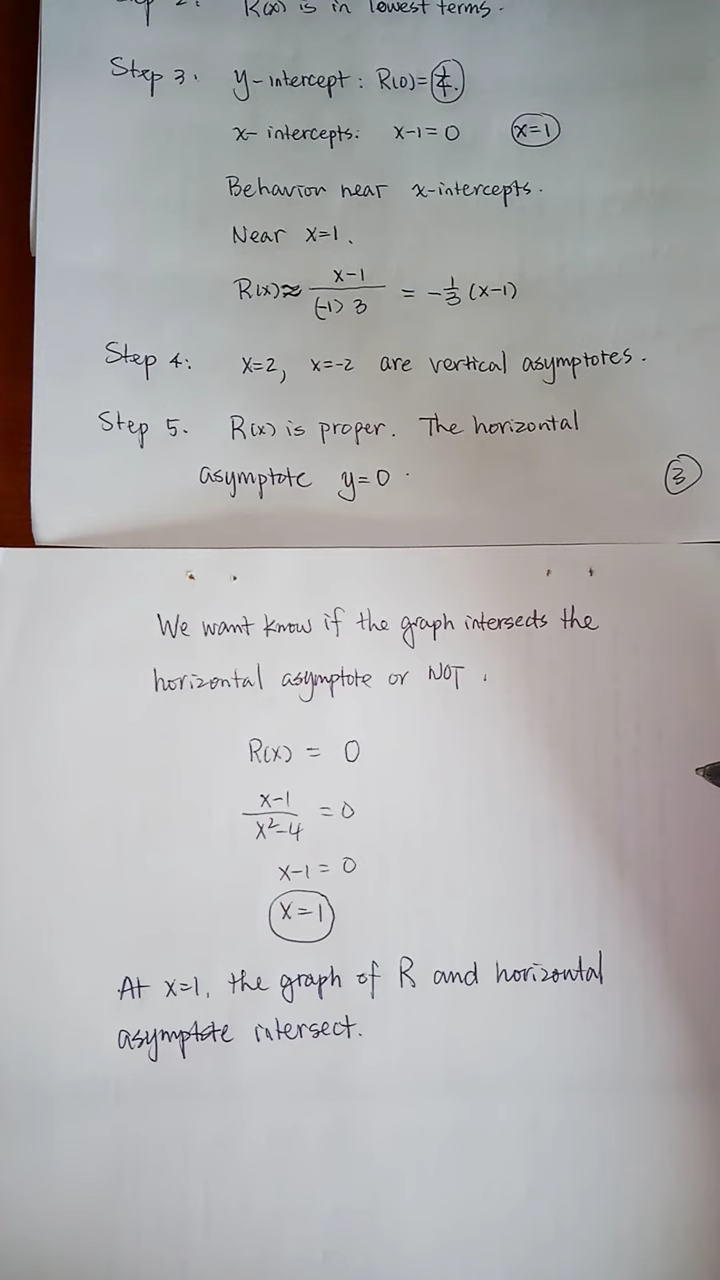 2. R(x) is in lowest terms.
Step 3. y-intercept: R(0)=1/4.
x-intercepts: x-1=0 x=1
Behavior near x-intercepts.
Near x=1.
R(x)≈ x-1/(-1) 3 = -1/3 (x-1)
Step 4: x=2, x=-2 are vertical asymptotes.
Step 5. R(x) is proper. The horizontal
asymptote y=0.
3
We want know if the graph intersects the
horizontal asymptote or NOT.
R(x) = 0
x-1/x²-4 = 0
x-1 = 0
x=1
At x=1, the graph of R and horizontal
asymptote intersect.